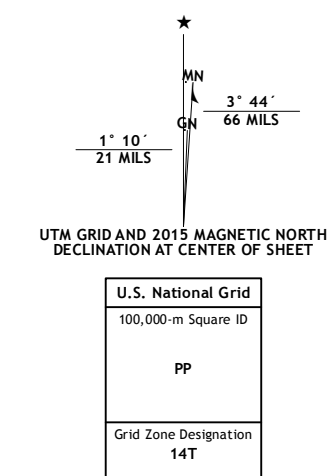 ★
MN
3° 44´
66 MILS
GN
1° 10´
21 MILS
UTM GRID AND 2015 MAGNETIC NORTH
DECLINATION AT CENTER OF SHEET
U.S. National Grid
100,000-m Square ID
PP
Grid Zone Designation
14T